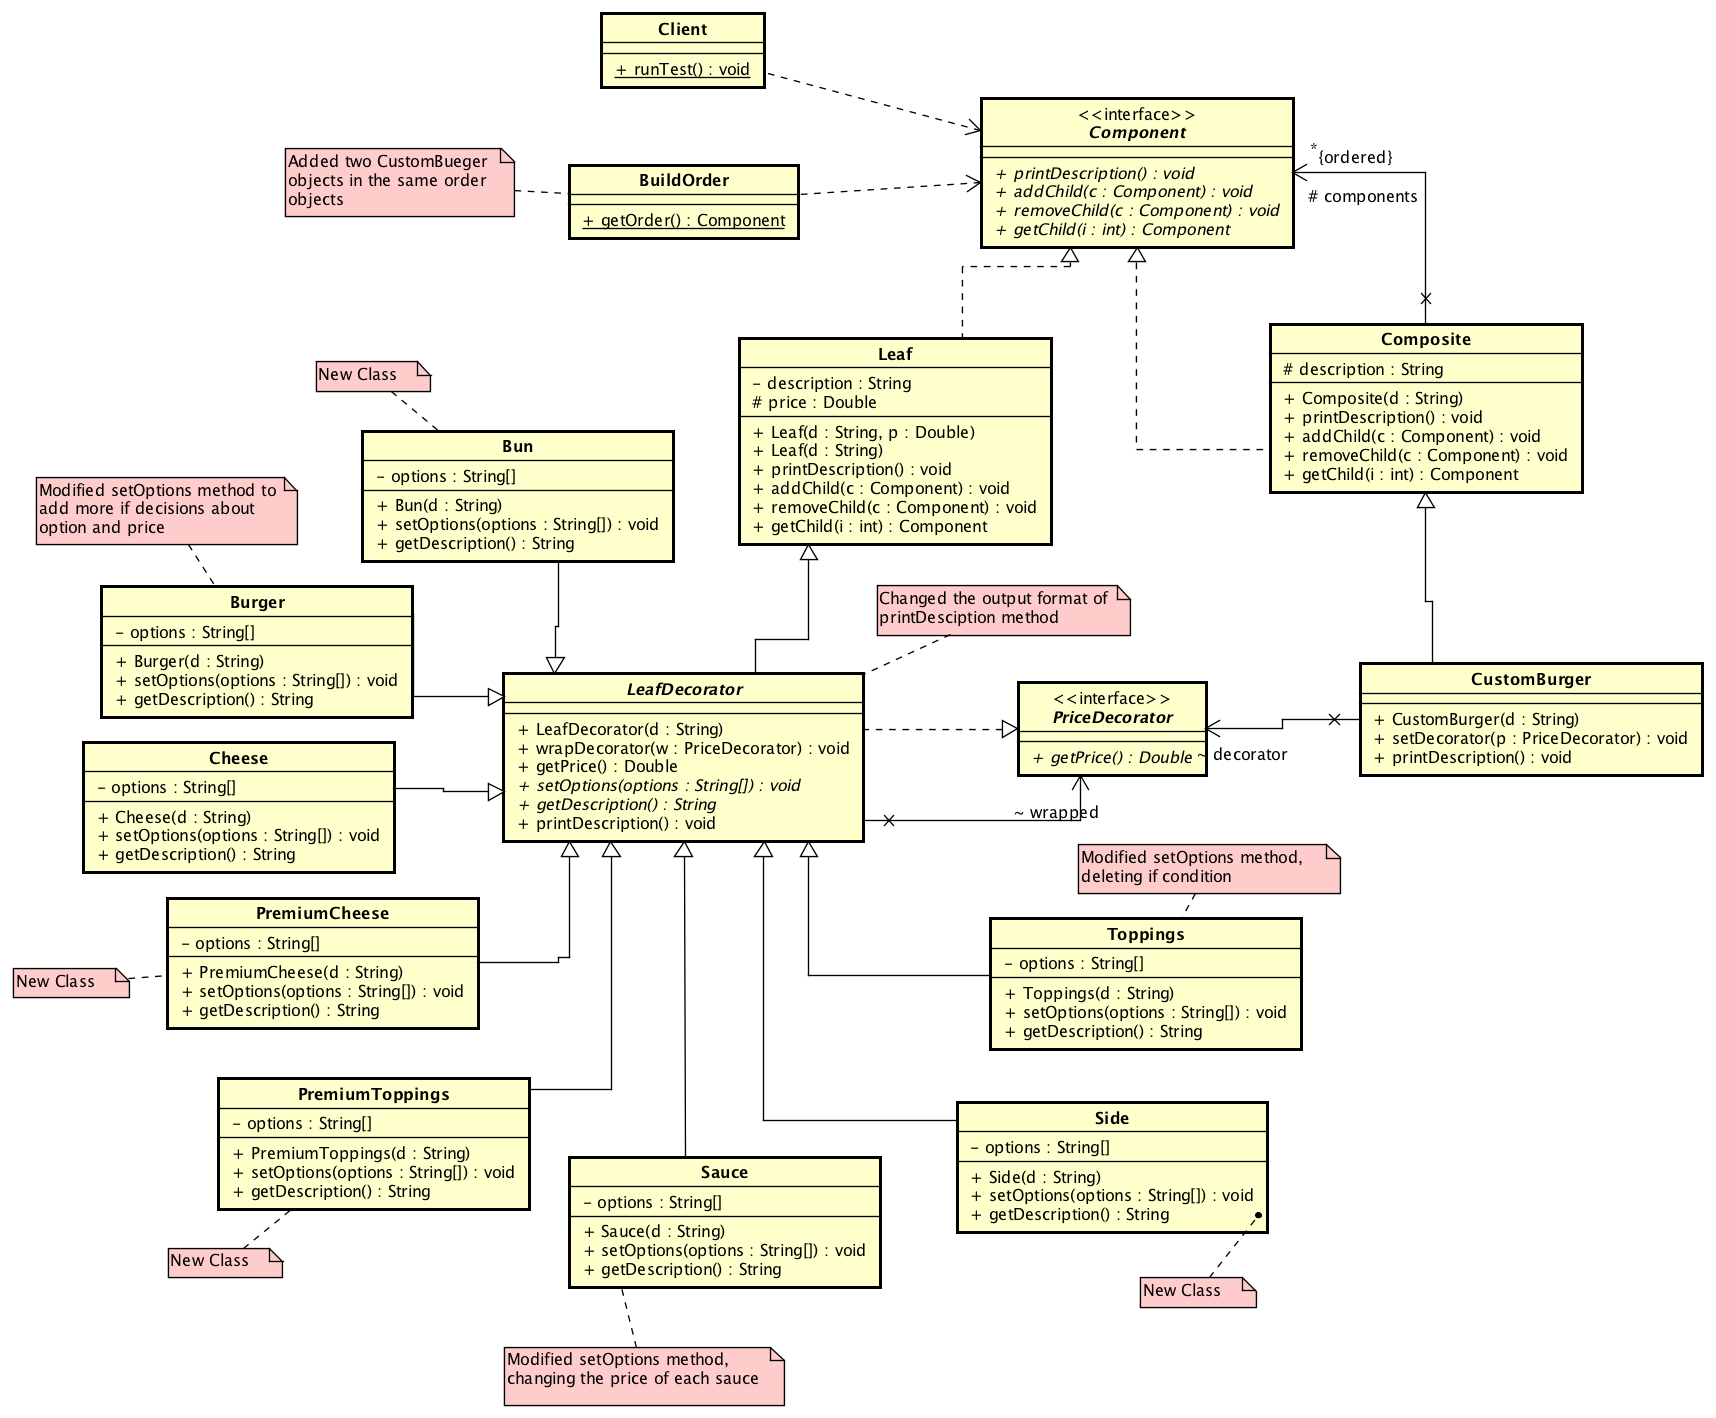 Client
+ runTest() : void
<<interface>>
Component
+ printDescription() : void
+ addChild(c : Component) : void
+ removeChild(c : Component) : void
+ getChild(i : int) : Component
*
{ordered}
# components
Added two CustomBueger
objects in the same order
objects
BuildOrder
+ getOrder() : Component
Leaf
- description : String
# price : Double
+ Leaf(d : String, p : Double)
+ Leaf(d : String)
+ printDescription() : void
+ addChild(c : Component) : void
+ removeChild(c : Component) : void
+ getChild(i : int) : Component
Composite
# description : String
+ Composite(d : String)
+ printDescription() : void
+ addChild(c : Component) : void
+ removeChild(c : Component) : void
+ getChild(i : int) : Component
New Class
Bun
- options : String[]
+ Bun(d : String)
+ setOptions(options : String[]) : void
+ getDescription() : String
Modified setOptions method to
add more if decisions about
option and price
Burger
- options : String[]
+ Burger(d : String)
+ setOptions(options : String[]) : void
+ getDescription() : String
Changed the output format of
printDesciption method
LeafDecorator
+ LeafDecorator(d : String)
+ wrapDecorator(w : PriceDecorator) : void
+ getPrice() : Double
+ setOptions(options : String[]) : void
+ getDescription() : String
+ printDescription() : void
<<interface>>
PriceDecorator
+ getPrice() : Double
~ decorator
~ wrapped
CustomBurger
+ CustomBurger(d : String)
+ setDecorator(p : PriceDecorator) : void
+ printDescription() : void
Cheese
- options : String[]
+ Cheese(d : String)
+ setOptions(options : String[]) : void
+ getDescription() : String
Modified setOptions method,
deleting if condition
PremiumCheese
- options : String[]
+ PremiumCheese(d : String)
+ setOptions(options : String[]) : void
+ getDescription() : String
New Class
Toppings
- options : String[]
+ Toppings(d : String)
+ setOptions(options : String[]) : void
+ getDescription() : String
PremiumToppings
- options : String[]
+ PremiumToppings(d : String)
+ setOptions(options : String[]) : void
+ getDescription() : String
New Class
Sauce
- options : String[]
+ Sauce(d : String)
+ setOptions(options : String[]) : void
+ getDescription() : String
Side
- options : String[]
+ Side(d : String)
+ setOptions(options : String[]) : void
+ getDescription() : String
New Class
Modified setOptions method,
changing the price of each sauce